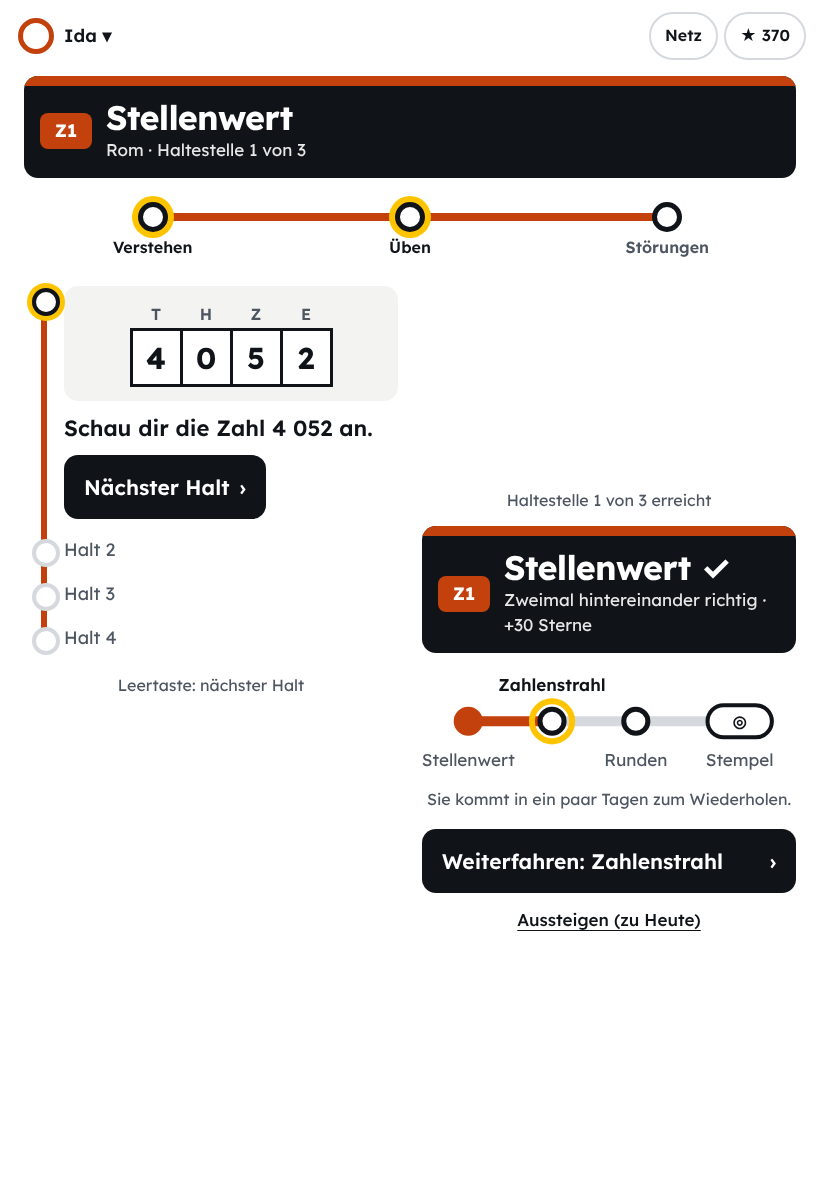 Ida ▾
Netz
★ 370
Z1
Stellenwert
Rom · Haltestelle 1 von 3
Verstehen
Üben
Störungen
T H Z E
4 0 5 2
Schau dir die Zahl 4 052 an.
Nächster Halt ›
Halt 2
Halt 3
Halt 4
Leertaste: nächster Halt
Haltestelle 1 von 3 erreicht
Z1
Stellenwert ✓
Zweimal hintereinander richtig ·
+30 Sterne
Zahlenstrahl
◎
Stellenwert
Runden
Stempel
Sie kommt in ein paar Tagen zum Wiederholen.
Weiterfahren: Zahlenstrahl ›
Aussteigen (zu Heute)